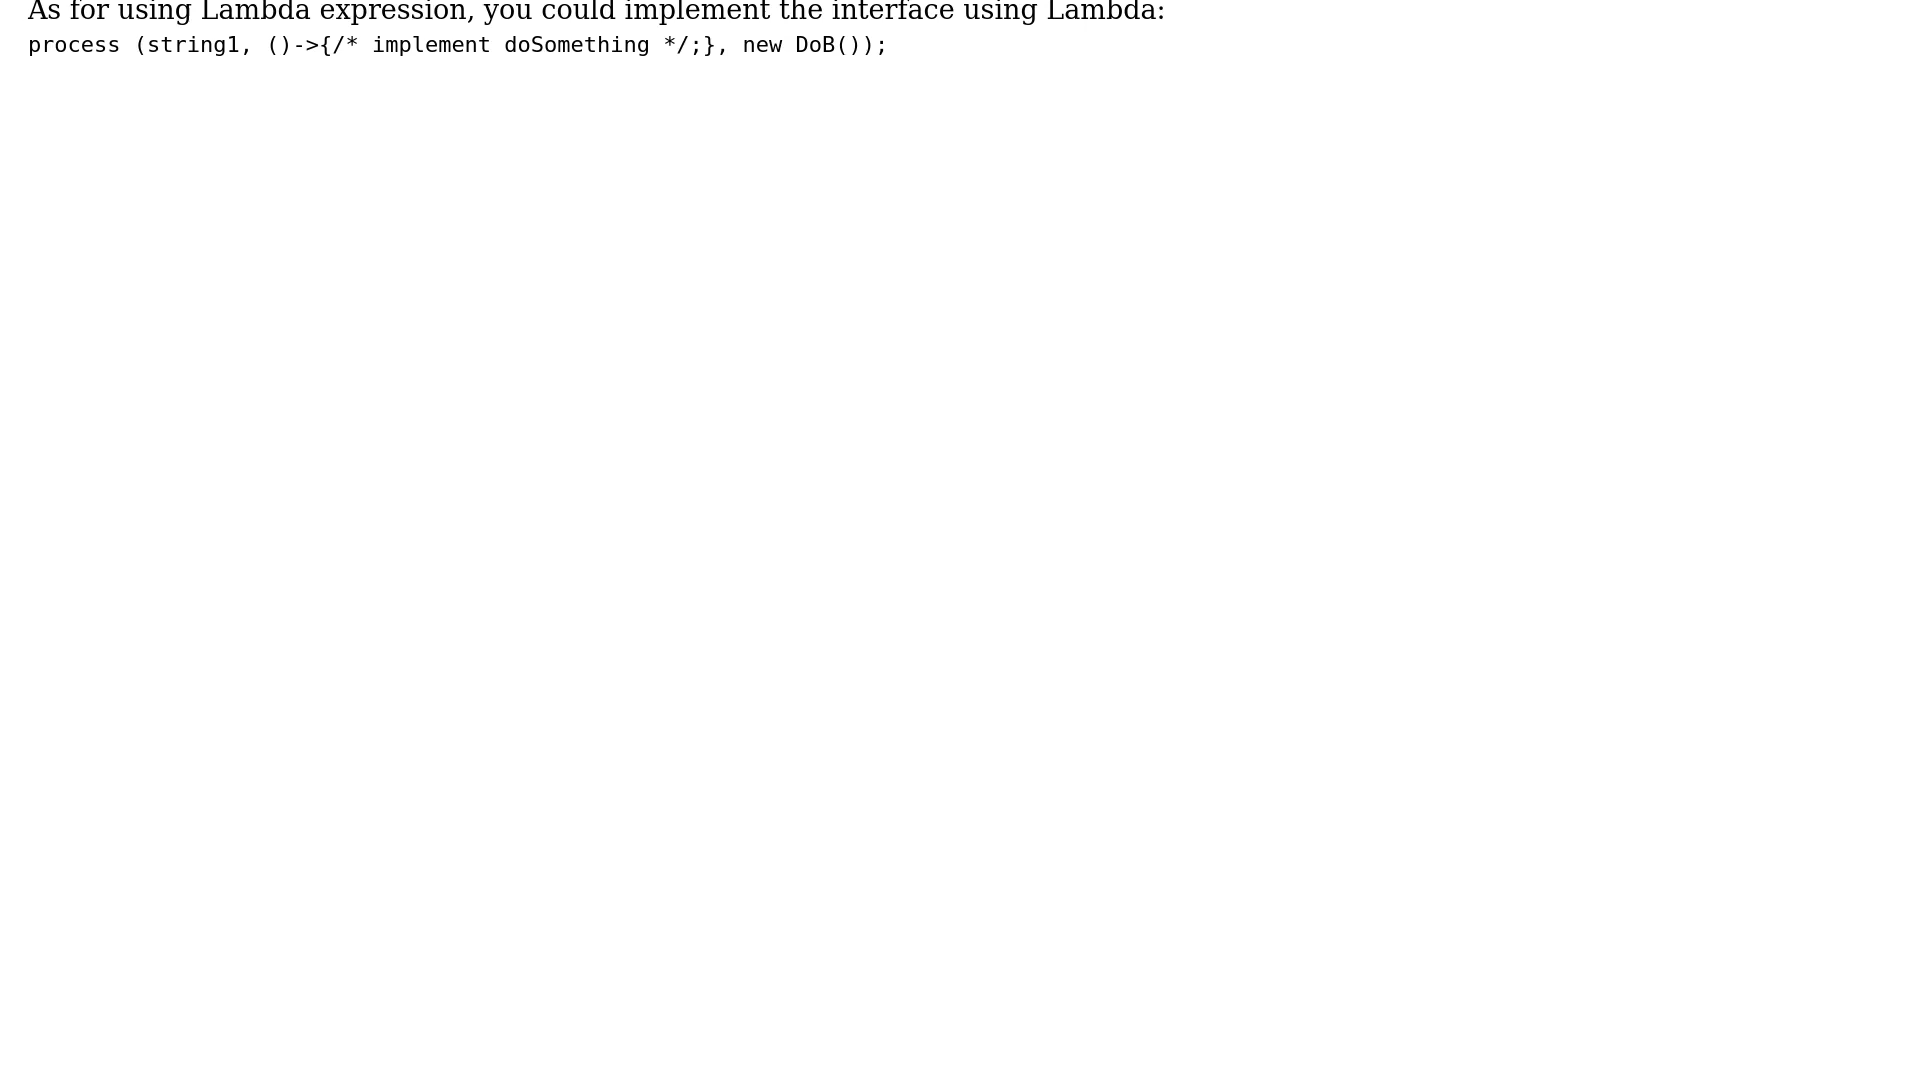 As for using Lambda expression, you could implement the interface using Lambda:
process (string1, ()->{/* implement doSomething */;}, new DoB());